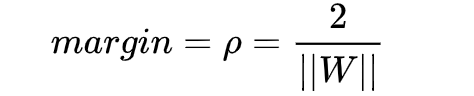 margin = ρ = 2 / ||W||